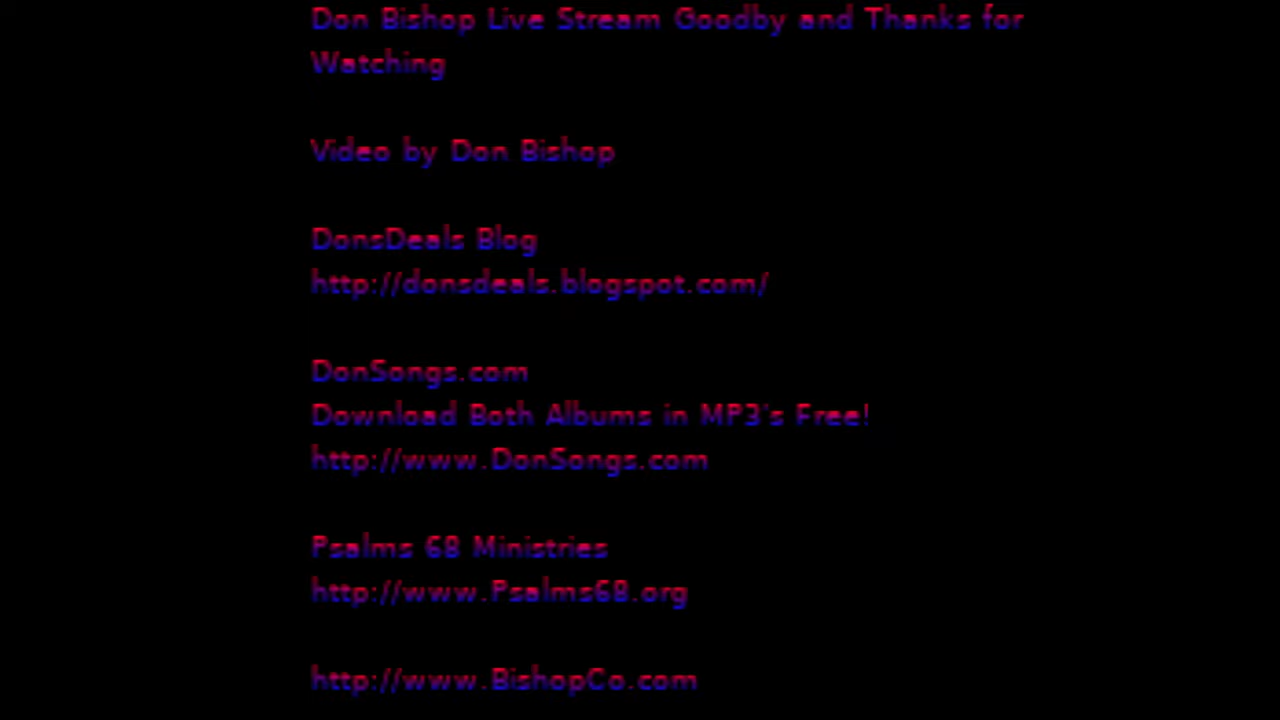 Don Bishop Live Stream Goodby and Thanks for
Watching
Video by Don Bishop
DonsDeals Blog
http://donsdeals.blogspot.com/
DonSongs.com
Download Both Albums in MP3's Free!
http://www.DonSongs.com
Psalms 68 Ministries
http://www.Psalms68.org
http://www.BishopCo.com